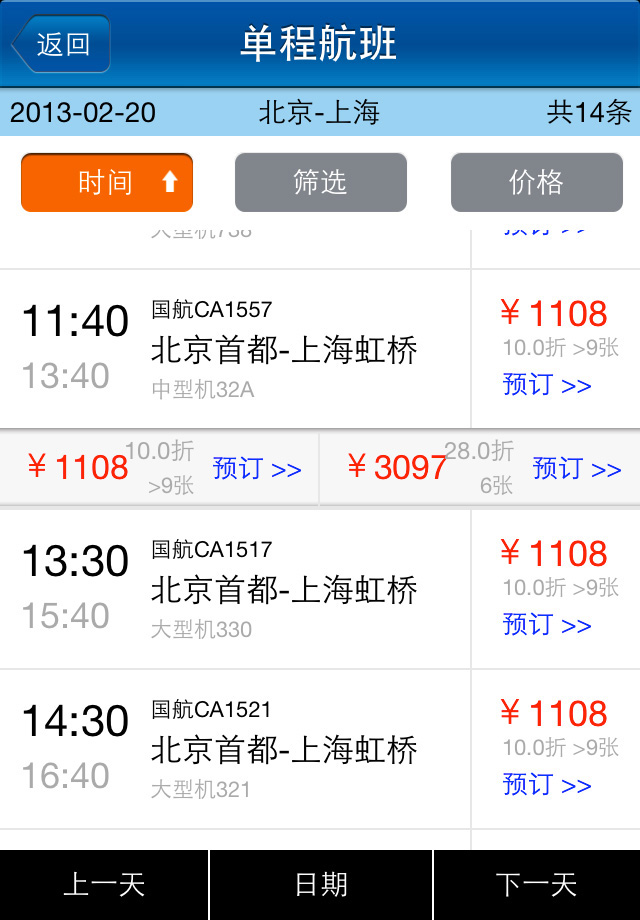 返回
单程航班
2013-02-20 北京-上海 共14条
时间 筛选 价格
大型机738
预订 >>
11:40
13:40
国航CA1557
北京首都-上海虹桥
中型机32A
¥ 1108
10.0折 >9张
预订 >>
¥ 1108 10.0折 >9张 预订 >>
¥ 3097 28.0折 6张 预订 >>
13:30
15:40
国航CA1517
北京首都-上海虹桥
大型机330
¥ 1108
10.0折 >9张
预订 >>
14:30
16:40
国航CA1521
北京首都-上海虹桥
大型机321
¥ 1108
10.0折 >9张
预订 >>
上一天 日期 下一天